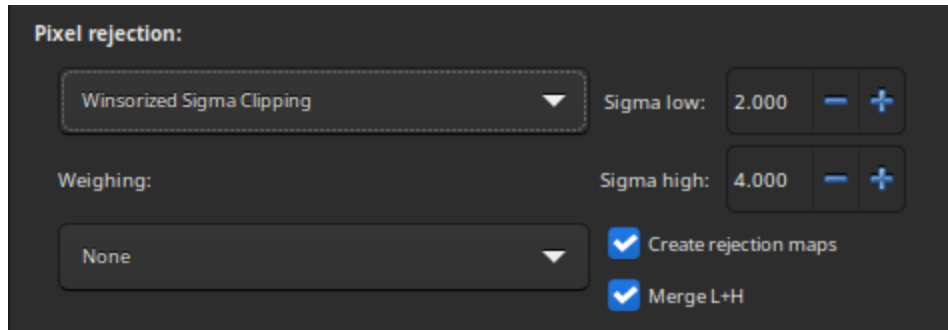 Pixel rejection:
Winsorized Sigma Clipping
Sigma low: 2.000
Weighing:
Sigma high: 4.000
None
Create rejection maps
Merge L+H